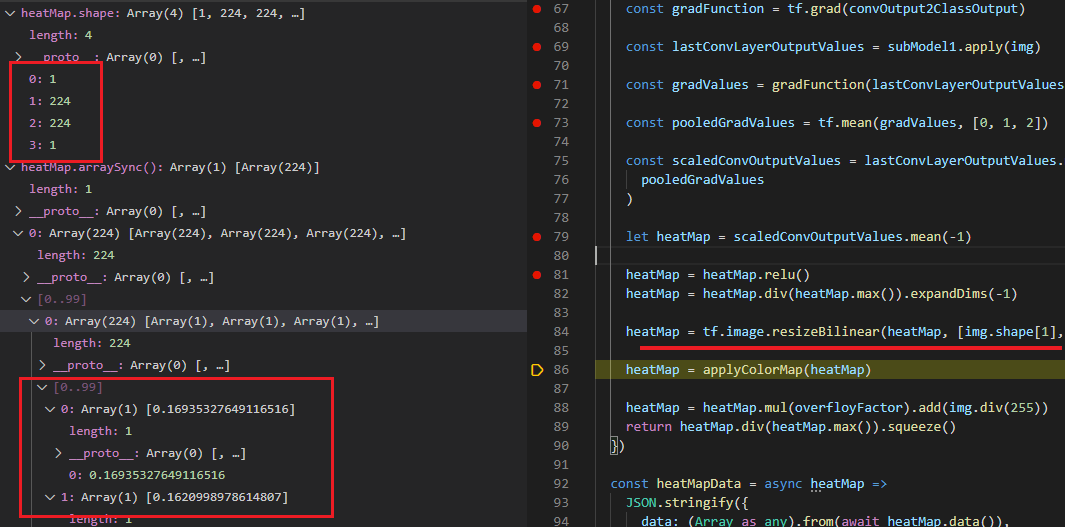 heatMap.shape: Array(4) [1, 224, 224, …]
length: 4
__proto__: Array(0) [, …]
0: 1
1: 224
2: 224
3: 1
heatMap.arraySync(): Array(1) [Array(224)]
length: 1
__proto__: Array(0) [, …]
0: Array(224) [Array(224), Array(224), Array(224), …]
length: 224
__proto__: Array(0) [, …]
[0..99]
0: Array(224) [Array(1), Array(1), Array(1), …]
length: 224
__proto__: Array(0) [, …]
[0..99]
0: Array(1) [0.16935327649116516]
length: 1
__proto__: Array(0) [, …]
0: 0.16935327649116516
1: Array(1) [0.1620998978614807]
length: 1
67 const gradFunction = tf.grad(convOutput2ClassOutput)
69 const lastConvLayerOutputValues = subModel1.apply(img)
70
71 const gradValues = gradFunction(lastConvLayerOutputValues
72
73 const pooledGradValues = tf.mean(gradValues, [0, 1, 2])
74
75 const scaledConvOutputValues = lastConvLayerOutputValues.
76 pooledGradValues
77 )
78
79 let heatMap = scaledConvOutputValues.mean(-1)
80
81 heatMap = heatMap.relu()
82 heatMap = heatMap.div(heatMap.max()).expandDims(-1)
83
84 heatMap = tf.image.resizeBilinear(heatMap, [img.shape[1],
85
86 heatMap = applyColorMap(heatMap)
87
88 heatMap = heatMap.mul(overfloyFactor).add(img.div(255))
89 return heatMap.div(heatMap.max()).squeeze()
90 })
91
92 const heatMapData = async heatMap =>
93 JSON.stringify({
94 data: (Array as any).from(await heatMap.data()),